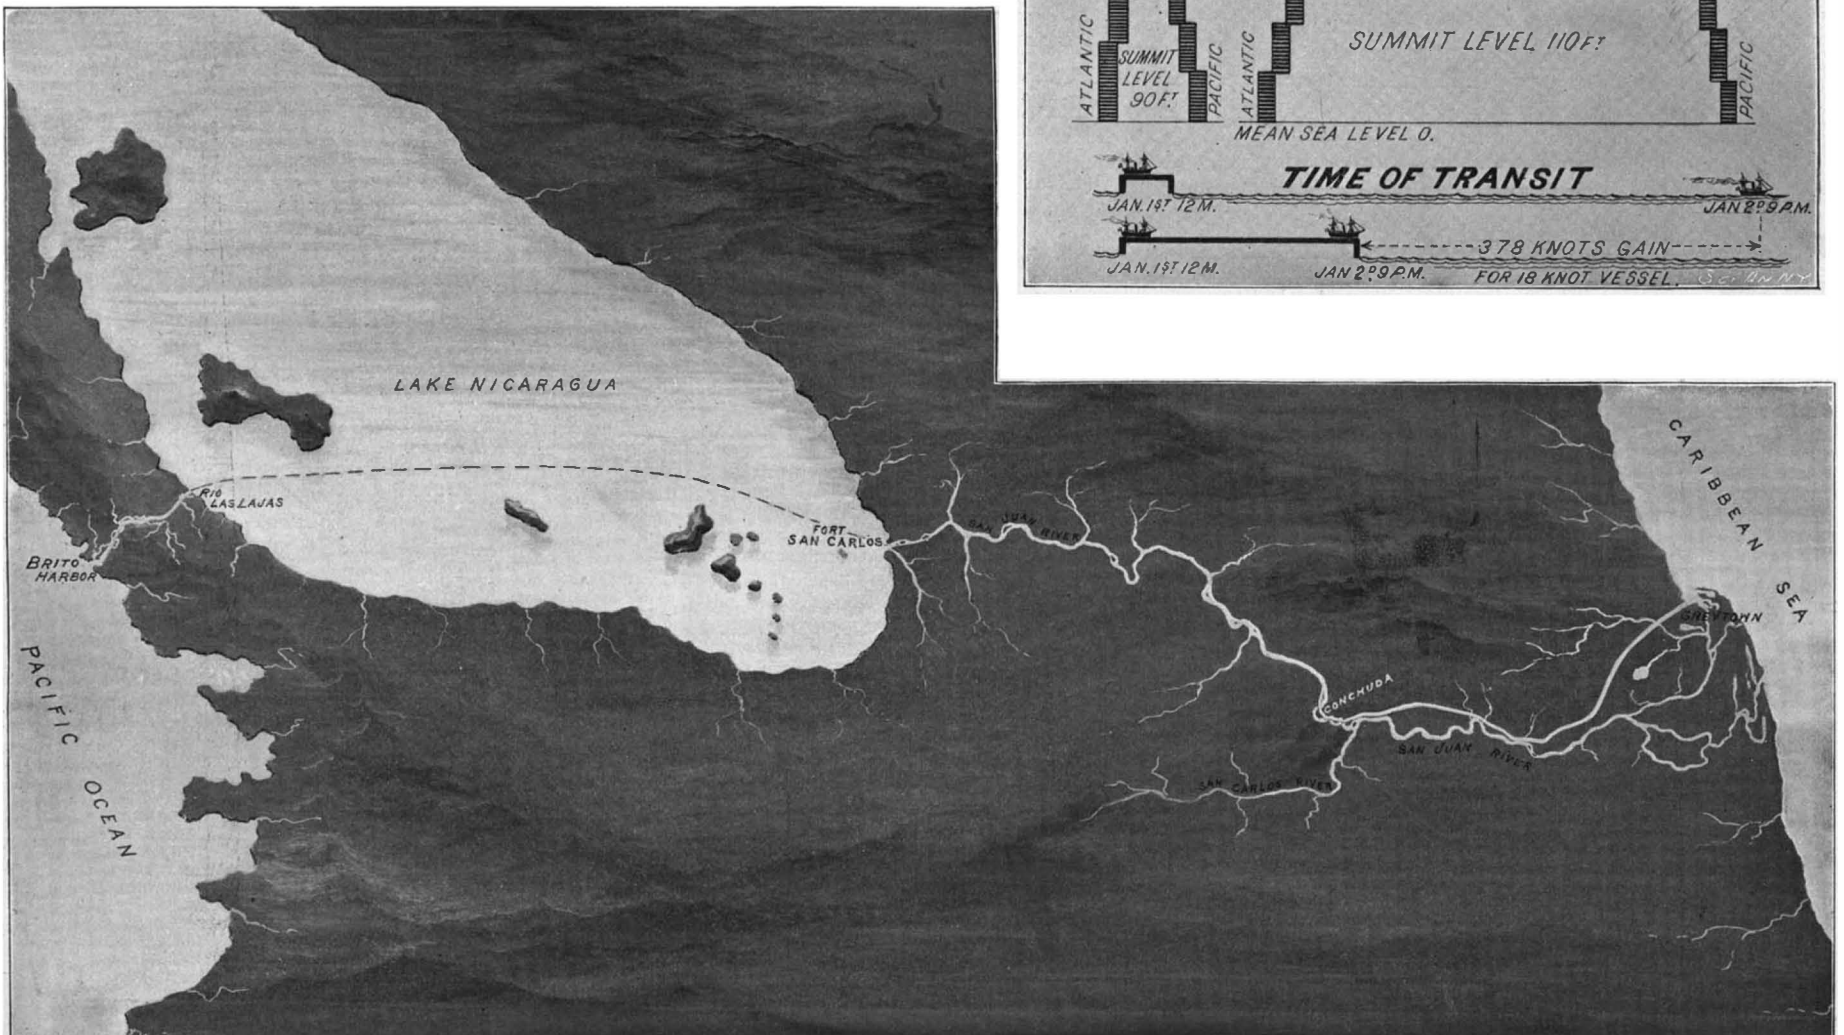 ATLANTIC
SUMMIT
LEVEL
90 FT.
PACIFIC
ATLANTIC
SUMMIT LEVEL 110 FT.
PACIFIC
MEAN SEA LEVEL 0.
TIME OF TRANSIT
JAN. 1ST 12 M.
JAN 2D 9 P.M.
378 KNOTS GAIN
JAN. 1ST 12 M.
JAN 2D 9 P.M.
FOR 18 KNOT VESSEL.
LAKE NICARAGUA
RIO
LAS LAJAS
BRITO
HARBOR
FORT
SAN CARLOS
SAN JUAN RIVER
CARIBBEAN SEA
GREYTOWN
CONCHUDA
SAN JUAN RIVER
SAN CARLOS RIVER
PACIFIC OCEAN